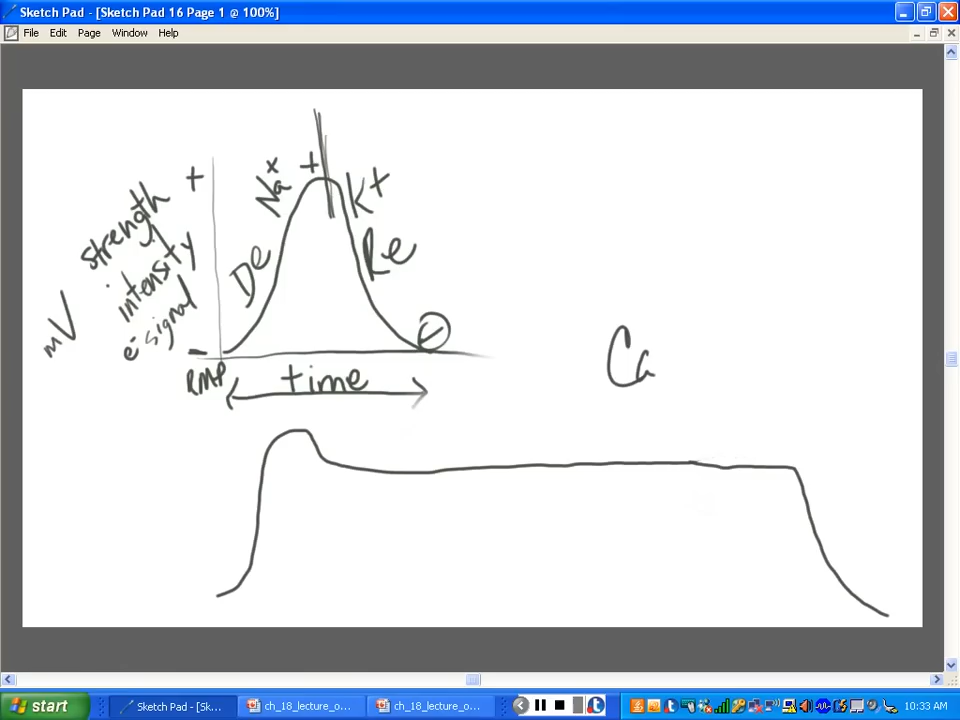 Sketch Pad - [Sketch Pad 16 Page 1 @ 100%]
File Edit Page Window Help
+
Na+
+
K+
strength
intensity
e- signal
mV
De
Re
-
RMP
time
Ca
start
Sketch Pad - [Sk...
ch_18_lecture_o...
ch_18_lecture_o...
10:33 AM